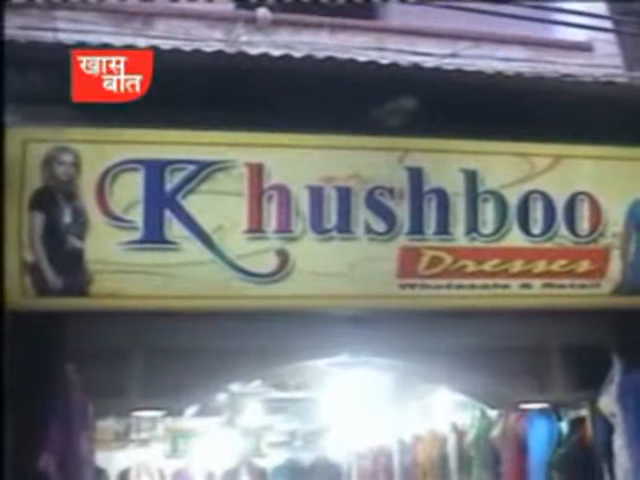 खास
बात
Khushboo
Dresses
Wholesale & Retail